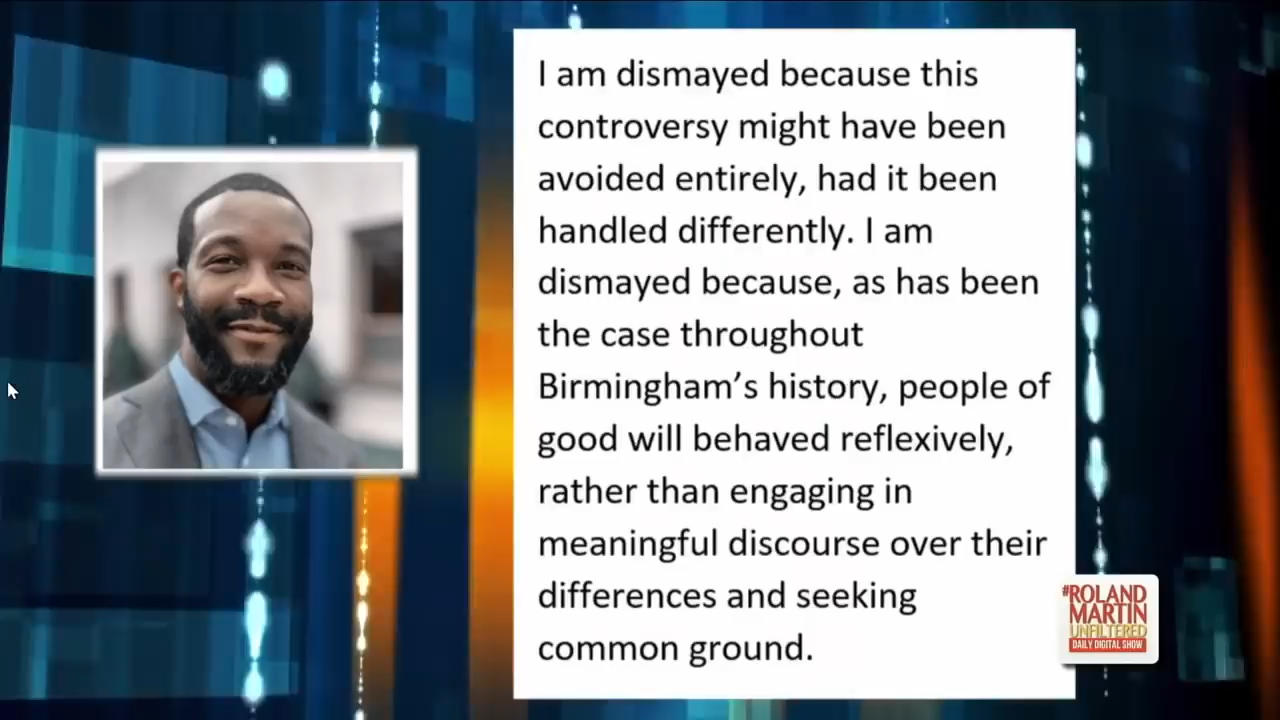 I am dismayed because this
controversy might have been
avoided entirely, had it been
handled differently. I am
dismayed because, as has been
the case throughout
Birmingham’s history, people of
good will behaved reflexively,
rather than engaging in
meaningful discourse over their
differences and seeking
common ground.
#ROLAND
MARTIN
UNFILTERED
DAILY DIGITAL SHOW